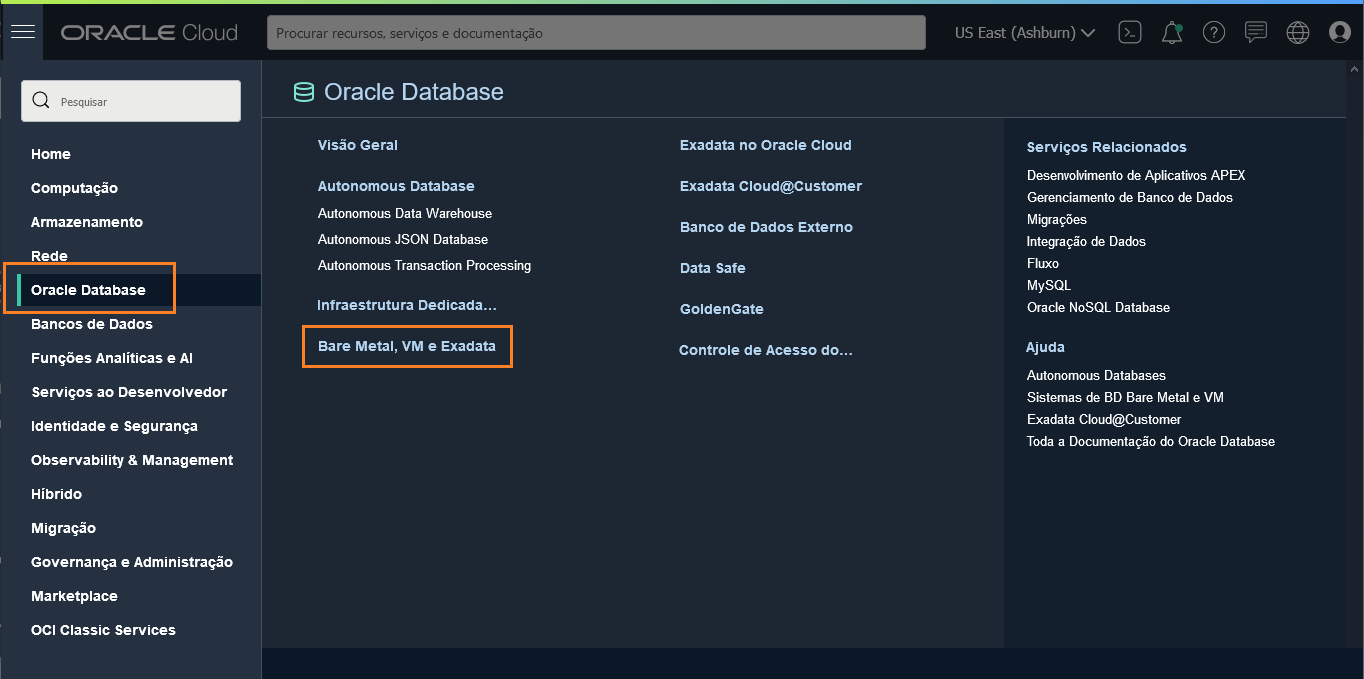 ORACLE Cloud
Procurar recursos, serviços e documentação
US East (Ashburn)
Pesquisar
Home
Computação
Armazenamento
Rede
Oracle Database
Bancos de Dados
Funções Analíticas e AI
Serviços ao Desenvolvedor
Identidade e Segurança
Observability & Management
Híbrido
Migração
Governança e Administração
Marketplace
OCI Classic Services
Oracle Database
Visão Geral
Autonomous Database
Autonomous Data Warehouse
Autonomous JSON Database
Autonomous Transaction Processing
Infraestrutura Dedicada...
Bare Metal, VM e Exadata
Exadata no Oracle Cloud
Exadata Cloud@Customer
Banco de Dados Externo
Data Safe
GoldenGate
Controle de Acesso do...
Serviços Relacionados
Desenvolvimento de Aplicativos APEX
Gerenciamento de Banco de Dados
Migrações
Integração de Dados
Fluxo
MySQL
Oracle NoSQL Database
Ajuda
Autonomous Databases
Sistemas de BD Bare Metal e VM
Exadata Cloud@Customer
Toda a Documentação do Oracle Database